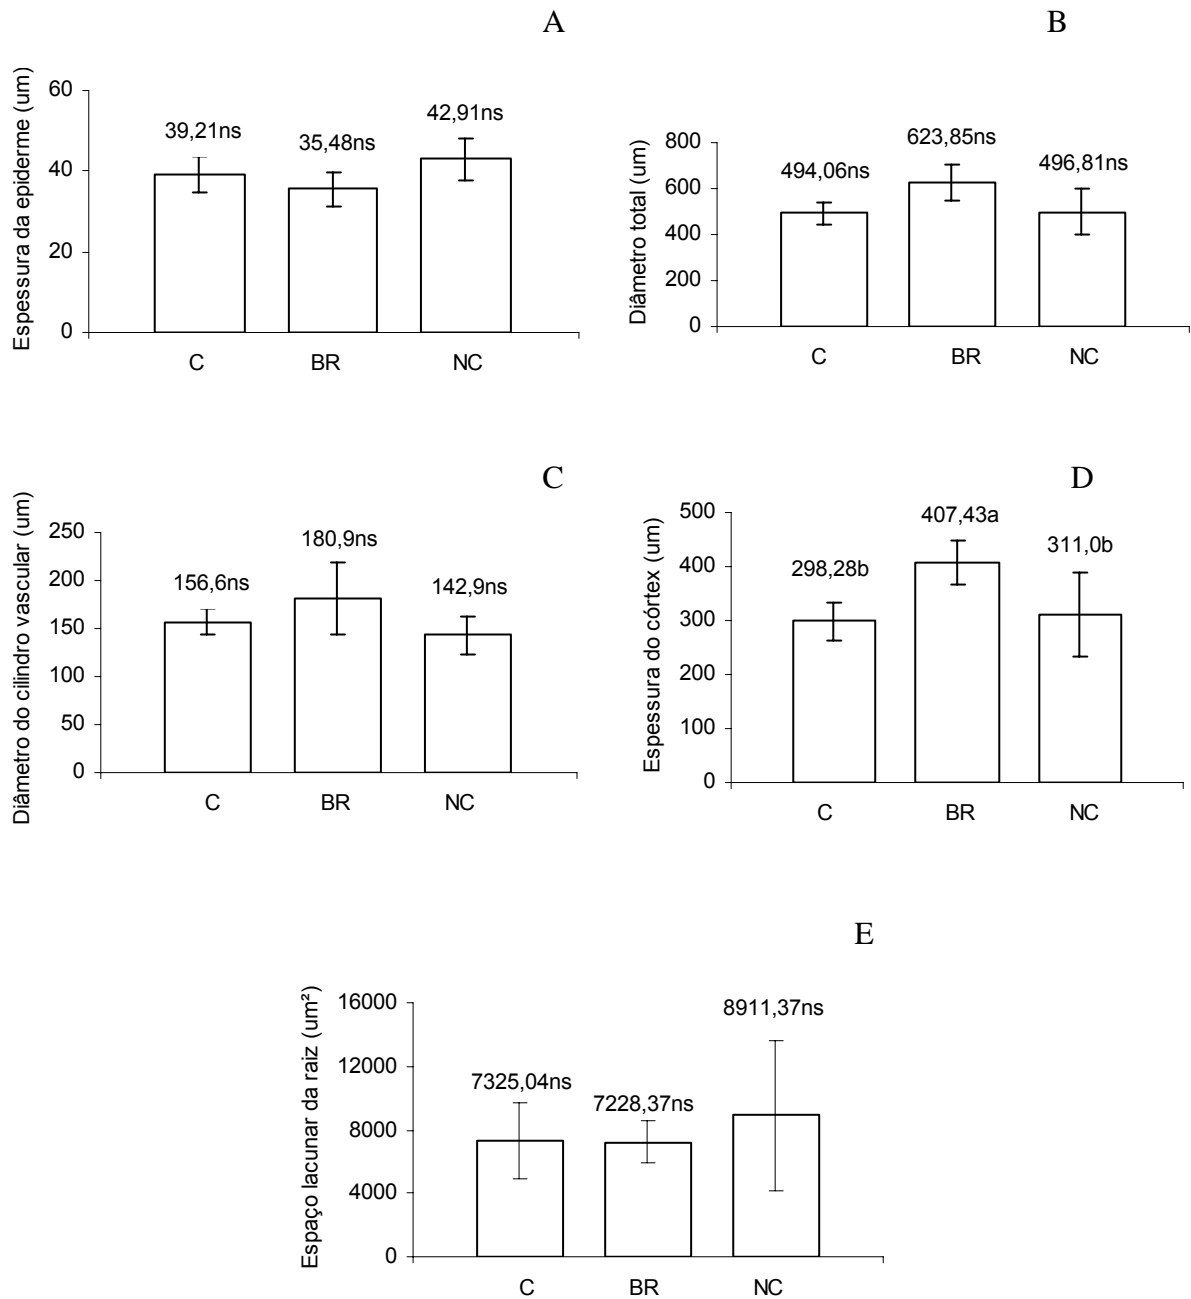 A
Espessura da epiderme (um)
60
40
20
0
39,21ns
35,48ns
42,91ns
C
BR
NC
B
Diâmetro total (um)
800
600
400
200
0
494,06ns
623,85ns
496,81ns
C
BR
NC
C
Diâmetro do cilindro vascular (um)
250
200
150
100
50
0
156,6ns
180,9ns
142,9ns
C
BR
NC
D
Espessura do córtex (um)
500
400
300
200
100
0
298,28b
407,43a
311,0b
C
BR
NC
E
Espaço lacunar da raiz (um²)
16000
12000
8000
4000
0
7325,04ns
7228,37ns
8911,37ns
C
BR
NC